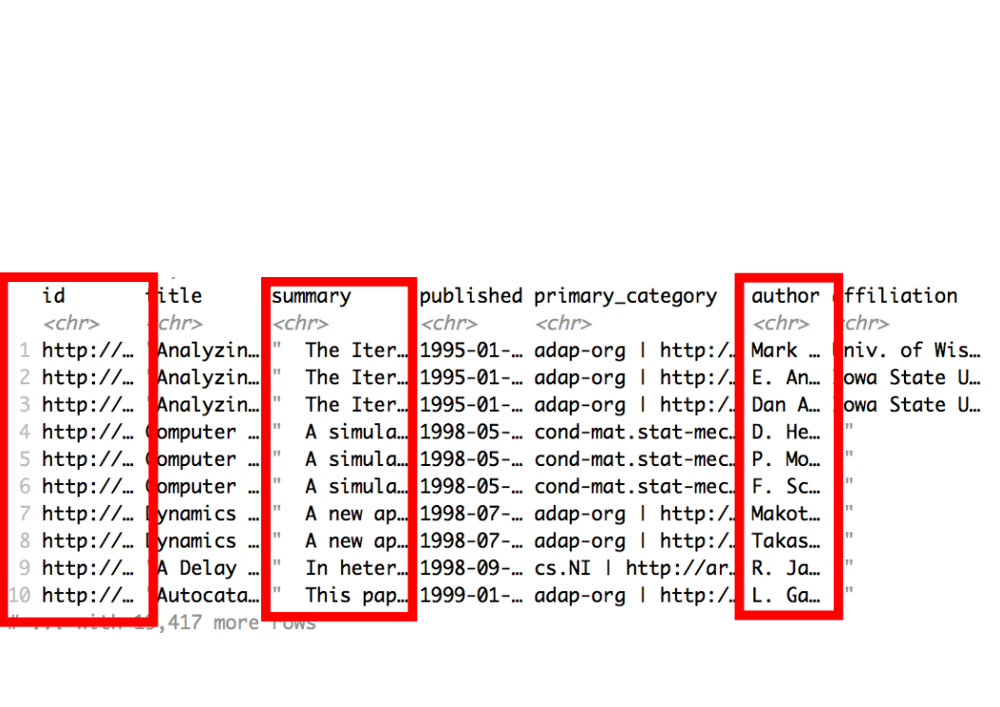 id title summary published primary_category author affiliation
<chr> <chr> <chr> <chr> <chr> <chr> <chr>
1 http://… "Analyzin… " The Iter… 1995-01-… adap-org | http:/… Mark … Univ. of Wis…
2 http://… "Analyzin… " The Iter… 1995-01-… adap-org | http:/… E. An… Iowa State U…
3 http://… "Analyzin… " The Iter… 1995-01-… adap-org | http:/… Dan A… Iowa State U…
4 http://… Computer … " A simula… 1998-05-… cond-mat.stat-mec… D. He… "
5 http://… Computer … " A simula… 1998-05-… cond-mat.stat-mec… P. Mo… "
6 http://… Computer … " A simula… 1998-05-… cond-mat.stat-mec… F. Sc… "
7 http://… Dynamics … " A new ap… 1998-07-… adap-org | http:/… Makot… "
8 http://… Dynamics … " A new ap… 1998-07-… adap-org | http:/… Takas… "
9 http://… "A Delay … " In heter… 1998-09-… cs.NI | http://ar… R. Ja… "
10 http://… "Autocata… " This pap… 1999-01-… adap-org | http:/… L. Ga… "
# ... with ,417 more rows